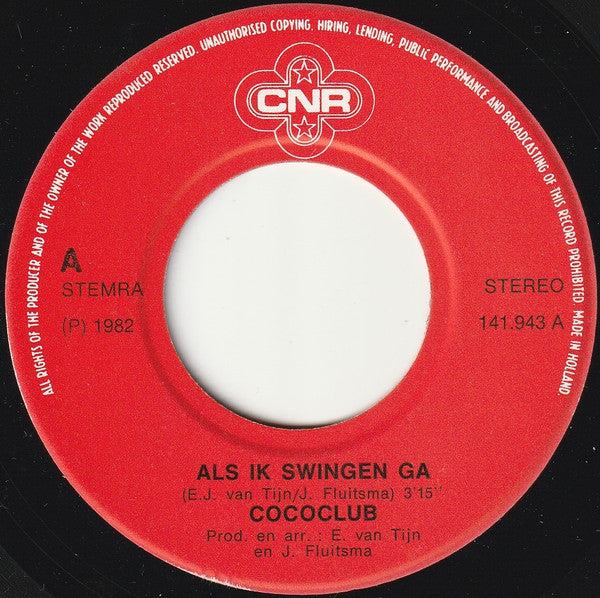 ALL RIGHTS OF THE PRODUCER AND OF THE OWNER OF THE WORK REPRODUCED RESERVED. UNAUTHORISED COPYING, HIRING, LENDING, PUBLIC PERFORMANCE AND BROADCASTING OF THIS RECORD PROHIBITED. MADE IN HOLLAND.
CNR
A
STEMRA
(P) 1982
STEREO
141.943 A
ALS IK SWINGEN GA
(E.J. van Tijn/J. Fluitsma) 3'15''
COCOCLUB
Prod. en arr. : E. van Tijn
en J. Fluitsma